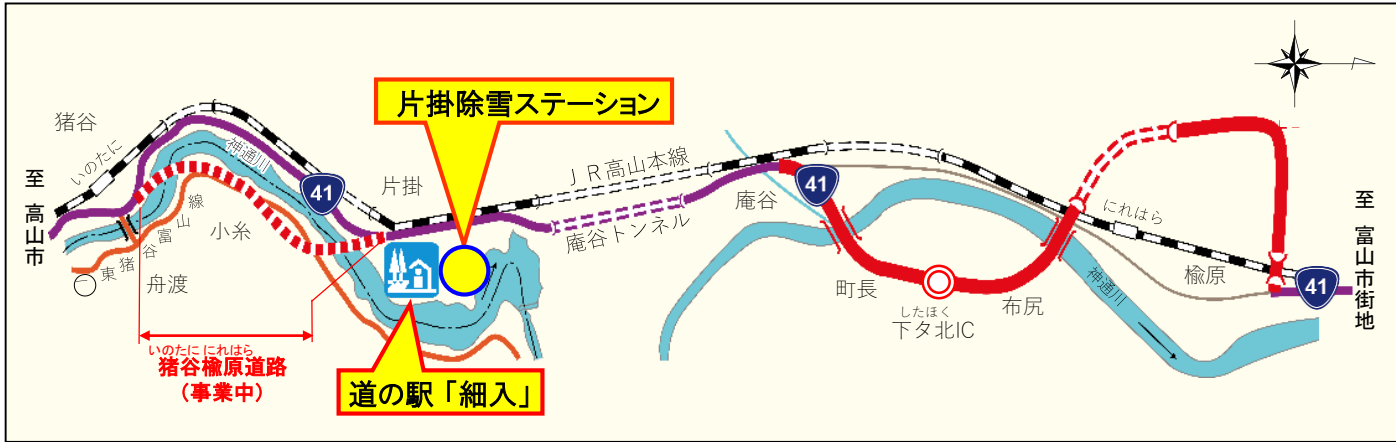 片掛除雪ステーション
猪谷
いのたに
神通川
至 高山市
41
片掛
JR高山本線
庵谷
41
にれはら
至 富山市街地
小糸
東猪谷富山線
舟渡
庵谷トンネル
町長
したほく
下タ北IC
布尻
神通川
楡原
41
いのたに にれはら
猪谷楡原道路
(事業中)
道の駅「細入」